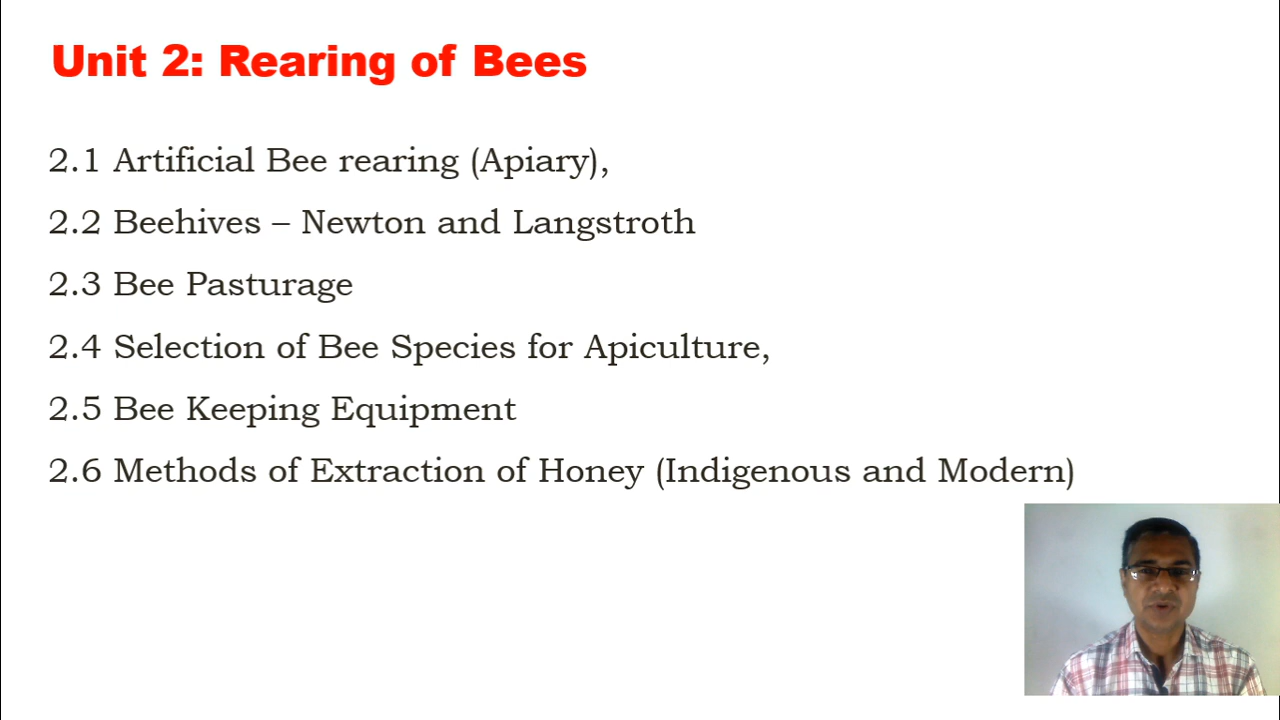 Unit 2: Rearing of Bees
2.1 Artificial Bee rearing (Apiary),
2.2 Beehives – Newton and Langstroth
2.3 Bee Pasturage
2.4 Selection of Bee Species for Apiculture,
2.5 Bee Keeping Equipment
2.6 Methods of Extraction of Honey (Indigenous and Modern)